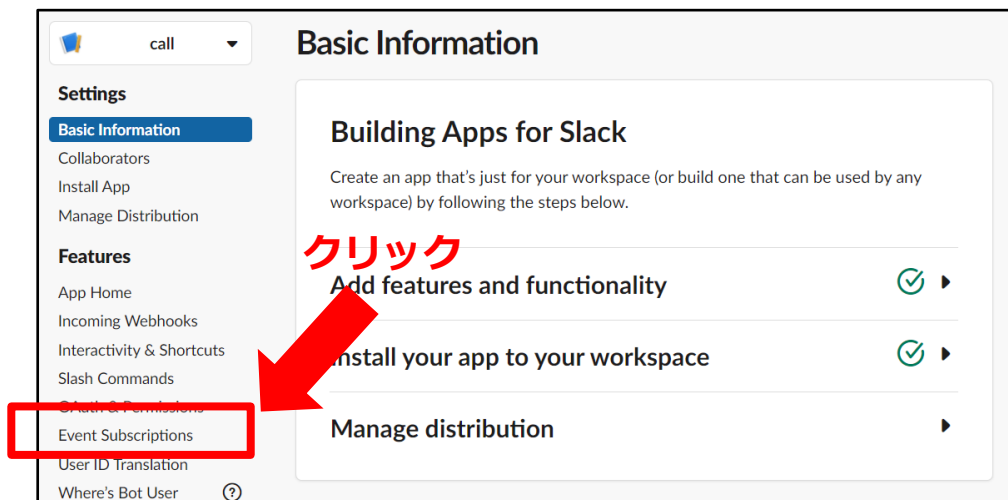 call
Basic Information
Settings
Basic Information
Collaborators
Install App
Manage Distribution
Features
App Home
Incoming Webhooks
Interactivity & Shortcuts
Slash Commands
OAuth & Permissions
Event Subscriptions
User ID Translation
Where's Bot User
?
Building Apps for Slack
Create an app that's just for your workspace (or build one that can be used by any
workspace) by following the steps below.
クリック
Add features and functionality
Install your app to your workspace
Manage distribution